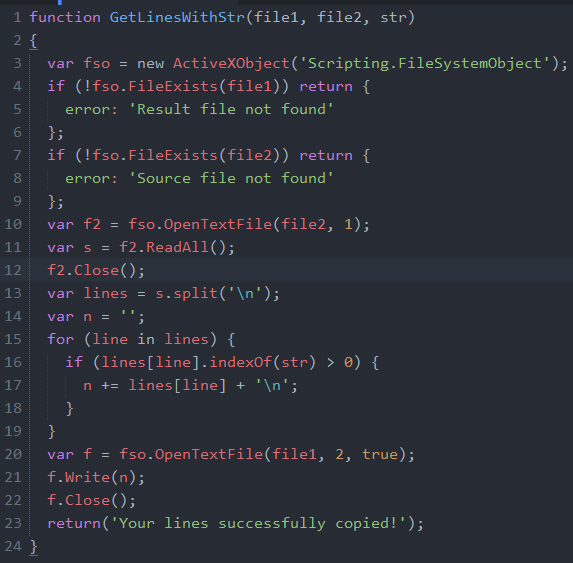 1 function GetLinesWithStr(file1, file2, str)
2 {
3   var fso = new ActiveXObject('Scripting.FileSystemObject');
4   if (!fso.FileExists(file1)) return {
5     error: 'Result file not found'
6   };
7   if (!fso.FileExists(file2)) return {
8     error: 'Source file not found'
9   };
10   var f2 = fso.OpenTextFile(file2, 1);
11   var s = f2.ReadAll();
12   f2.Close();
13   var lines = s.split('\n');
14   var n = '';
15   for (line in lines) {
16     if (lines[line].indexOf(str) > 0) {
17       n += lines[line] + '\n';
18     }
19   }
20   var f = fso.OpenTextFile(file1, 2, true);
21   f.Write(n);
22   f.Close();
23   return('Your lines successfully copied!');
24 }